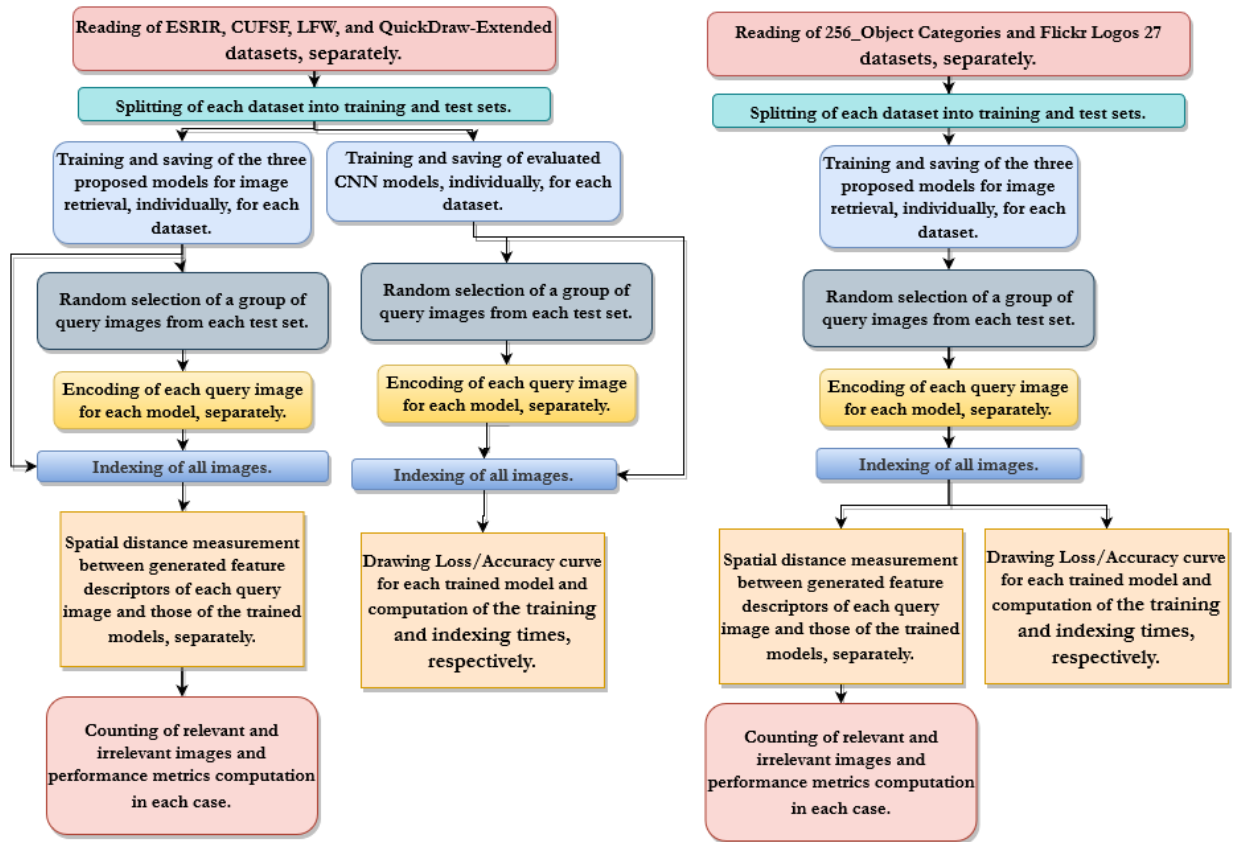 Reading of ESRIR, CUFSF, LFW, and QuickDraw-Extended
datasets, separately.
Splitting of each dataset into training and test sets.
Training and saving of the three
proposed models for image
retrieval, individually, for each
dataset.
Training and saving of evaluated
CNN models, individually, for each
dataset.
Random selection of a group of
query images from each test set.
Random selection of a group of
query images from each test set.
Encoding of each query image
for each model, separately.
Encoding of each query image
for each model, separately.
Indexing of all images.
Indexing of all images.
Spatial distance measurement
between generated feature
descriptors of each query
image and those of the trained
models, separately.
Drawing Loss/Accuracy curve
for each trained model and
computation of the training
and indexing times,
respectively.
Counting of relevant and
irrelevant images and
performance metrics computation
in each case.
Reading of 256_Object Categories and Flickr Logos 27
datasets, separately.
Splitting of each dataset into training and test sets.
Training and saving of the three
proposed models for image
retrieval, individually, for each
dataset.
Random selection of a group of
query images from each test set.
Encoding of each query image
for each model, separately.
Indexing of all images.
Spatial distance measurement
between generated feature
descriptors of each query
image and those of the trained
models, separately.
Drawing Loss/Accuracy curve
for each trained model and
computation of the training
and indexing times,
respectively.
Counting of relevant and
irrelevant images and
performance metrics computation
in each case.